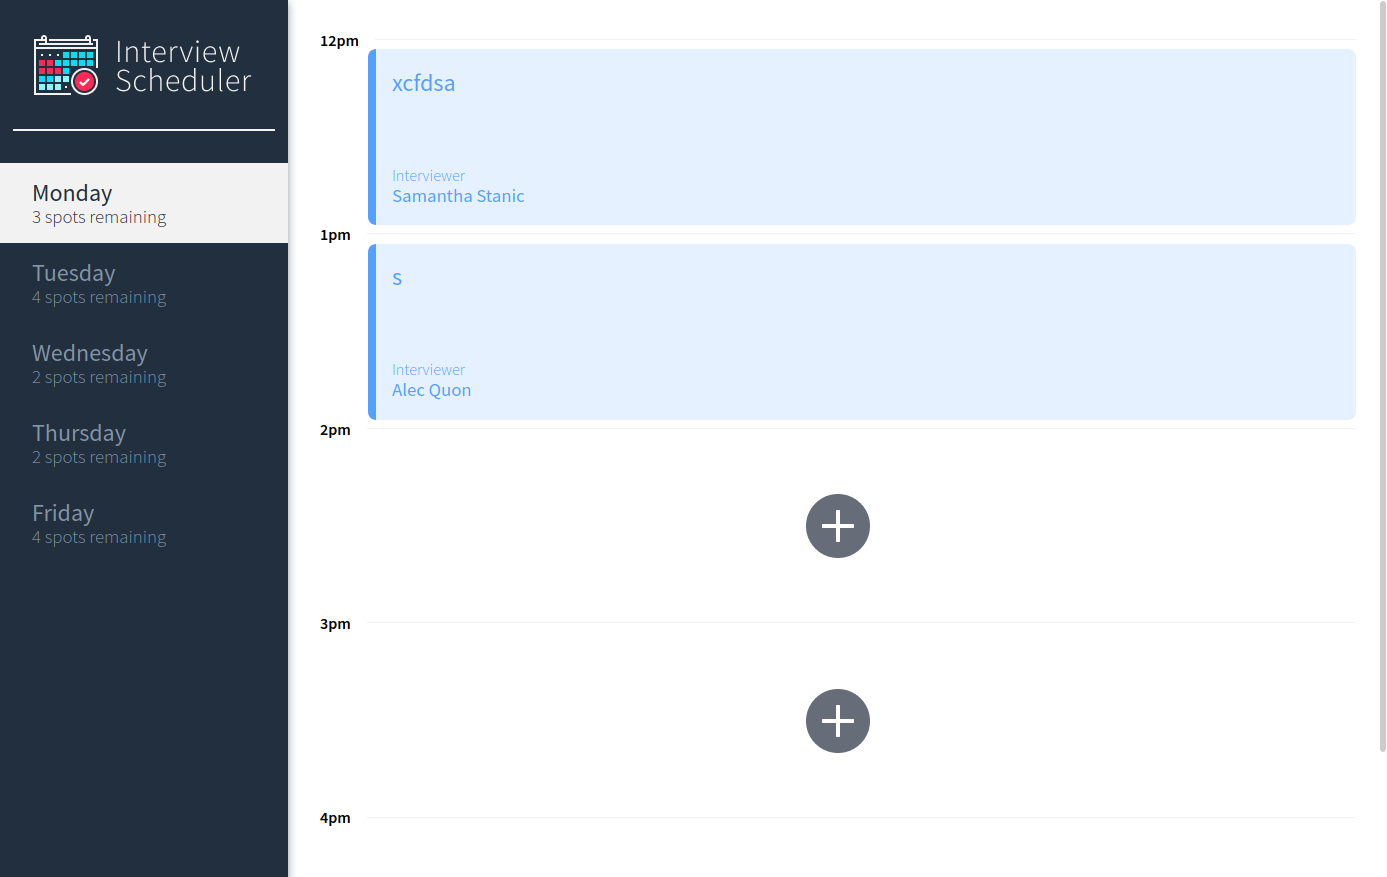 Interview
Scheduler
Monday
3 spots remaining
Tuesday
4 spots remaining
Wednesday
2 spots remaining
Thursday
2 spots remaining
Friday
4 spots remaining
12pm
xcfdsa
Interviewer
Samantha Stanic
1pm
s
Interviewer
Alec Quon
2pm
3pm
4pm